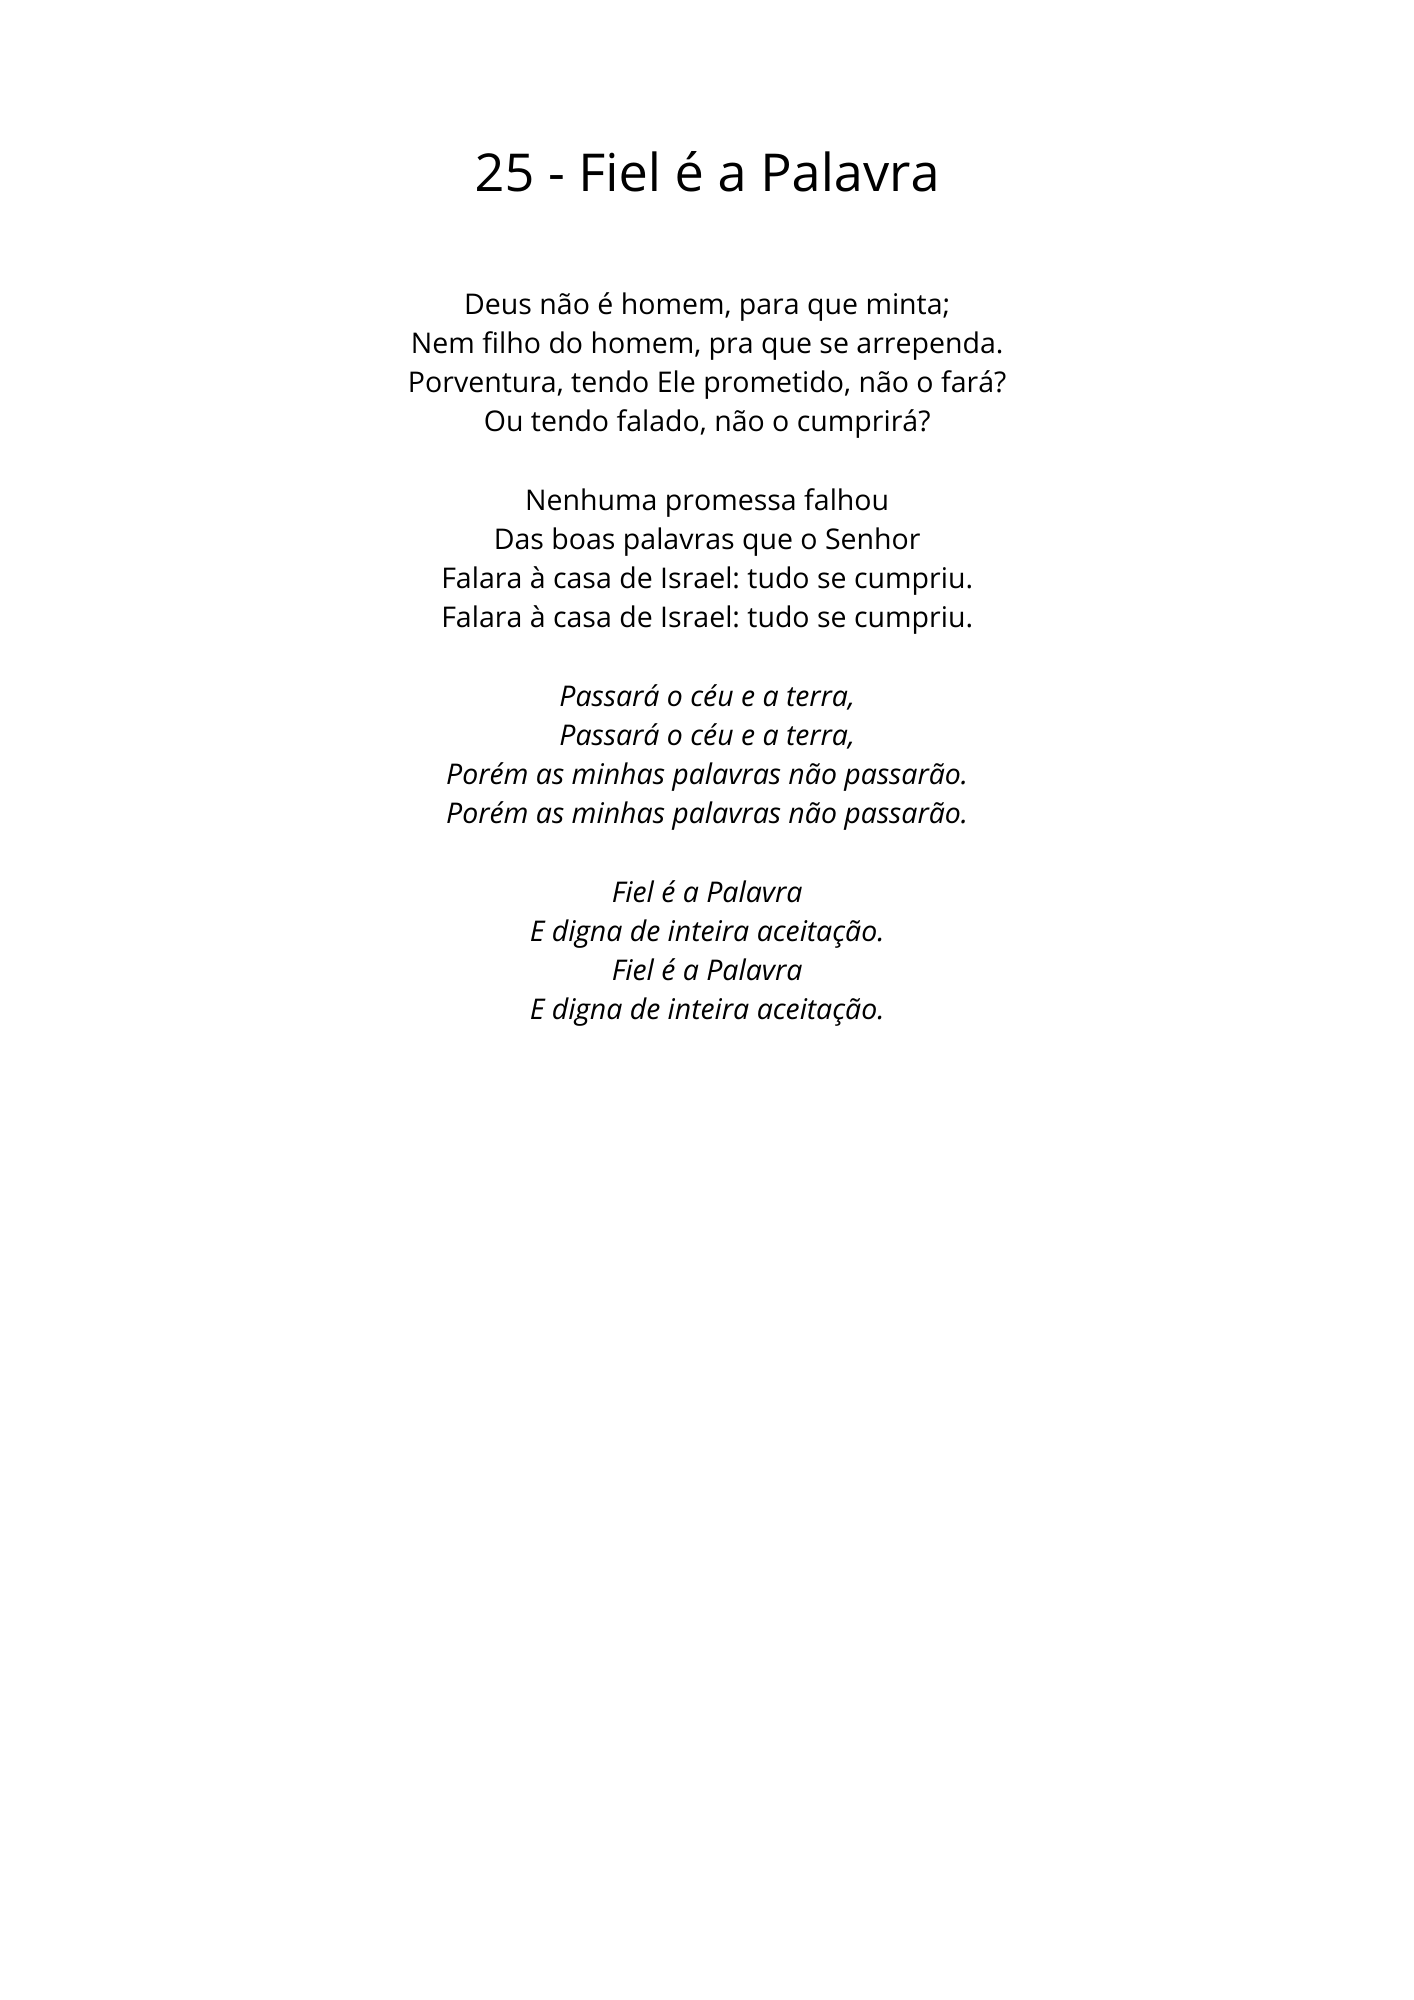 25 - Fiel é a Palavra
Deus não é homem, para que minta;
Nem filho do homem, pra que se arrependa.
Porventura, tendo Ele prometido, não o fará?
Ou tendo falado, não o cumprirá?
Nenhuma promessa falhou
Das boas palavras que o Senhor
Falara à casa de Israel: tudo se cumpriu.
Falara à casa de Israel: tudo se cumpriu.
Passará o céu e a terra,
Passará o céu e a terra,
Porém as minhas palavras não passarão.
Porém as minhas palavras não passarão.
Fiel é a Palavra
E digna de inteira aceitação.
Fiel é a Palavra
E digna de inteira aceitação.